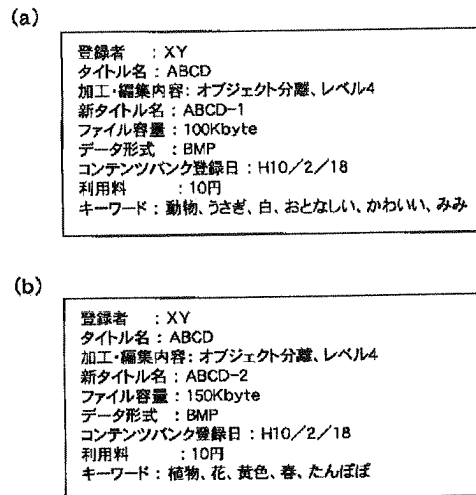 (a)
登録者　：XY
タイトル名：ABCD
加工・編集内容：オブジェクト分離、レベル4
新タイトル名：ABCD-1
ファイル容量：100Kbyte
データ形式　：BMP
コンテンツバンク登録日：H10／2／18
利用料　　：10円
キーワード：動物、うさぎ、白、おとなしい、かわいい、みみ
(b)
登録者　：XY
タイトル名：ABCD
加工・編集内容：オブジェクト分離、レベル4
新タイトル名：ABCD-2
ファイル容量：150Kbyte
データ形式　：BMP
コンテンツバンク登録日：H10／2／18
利用料　　：10円
キーワード：植物、花、黄色、春、たんぽぽ